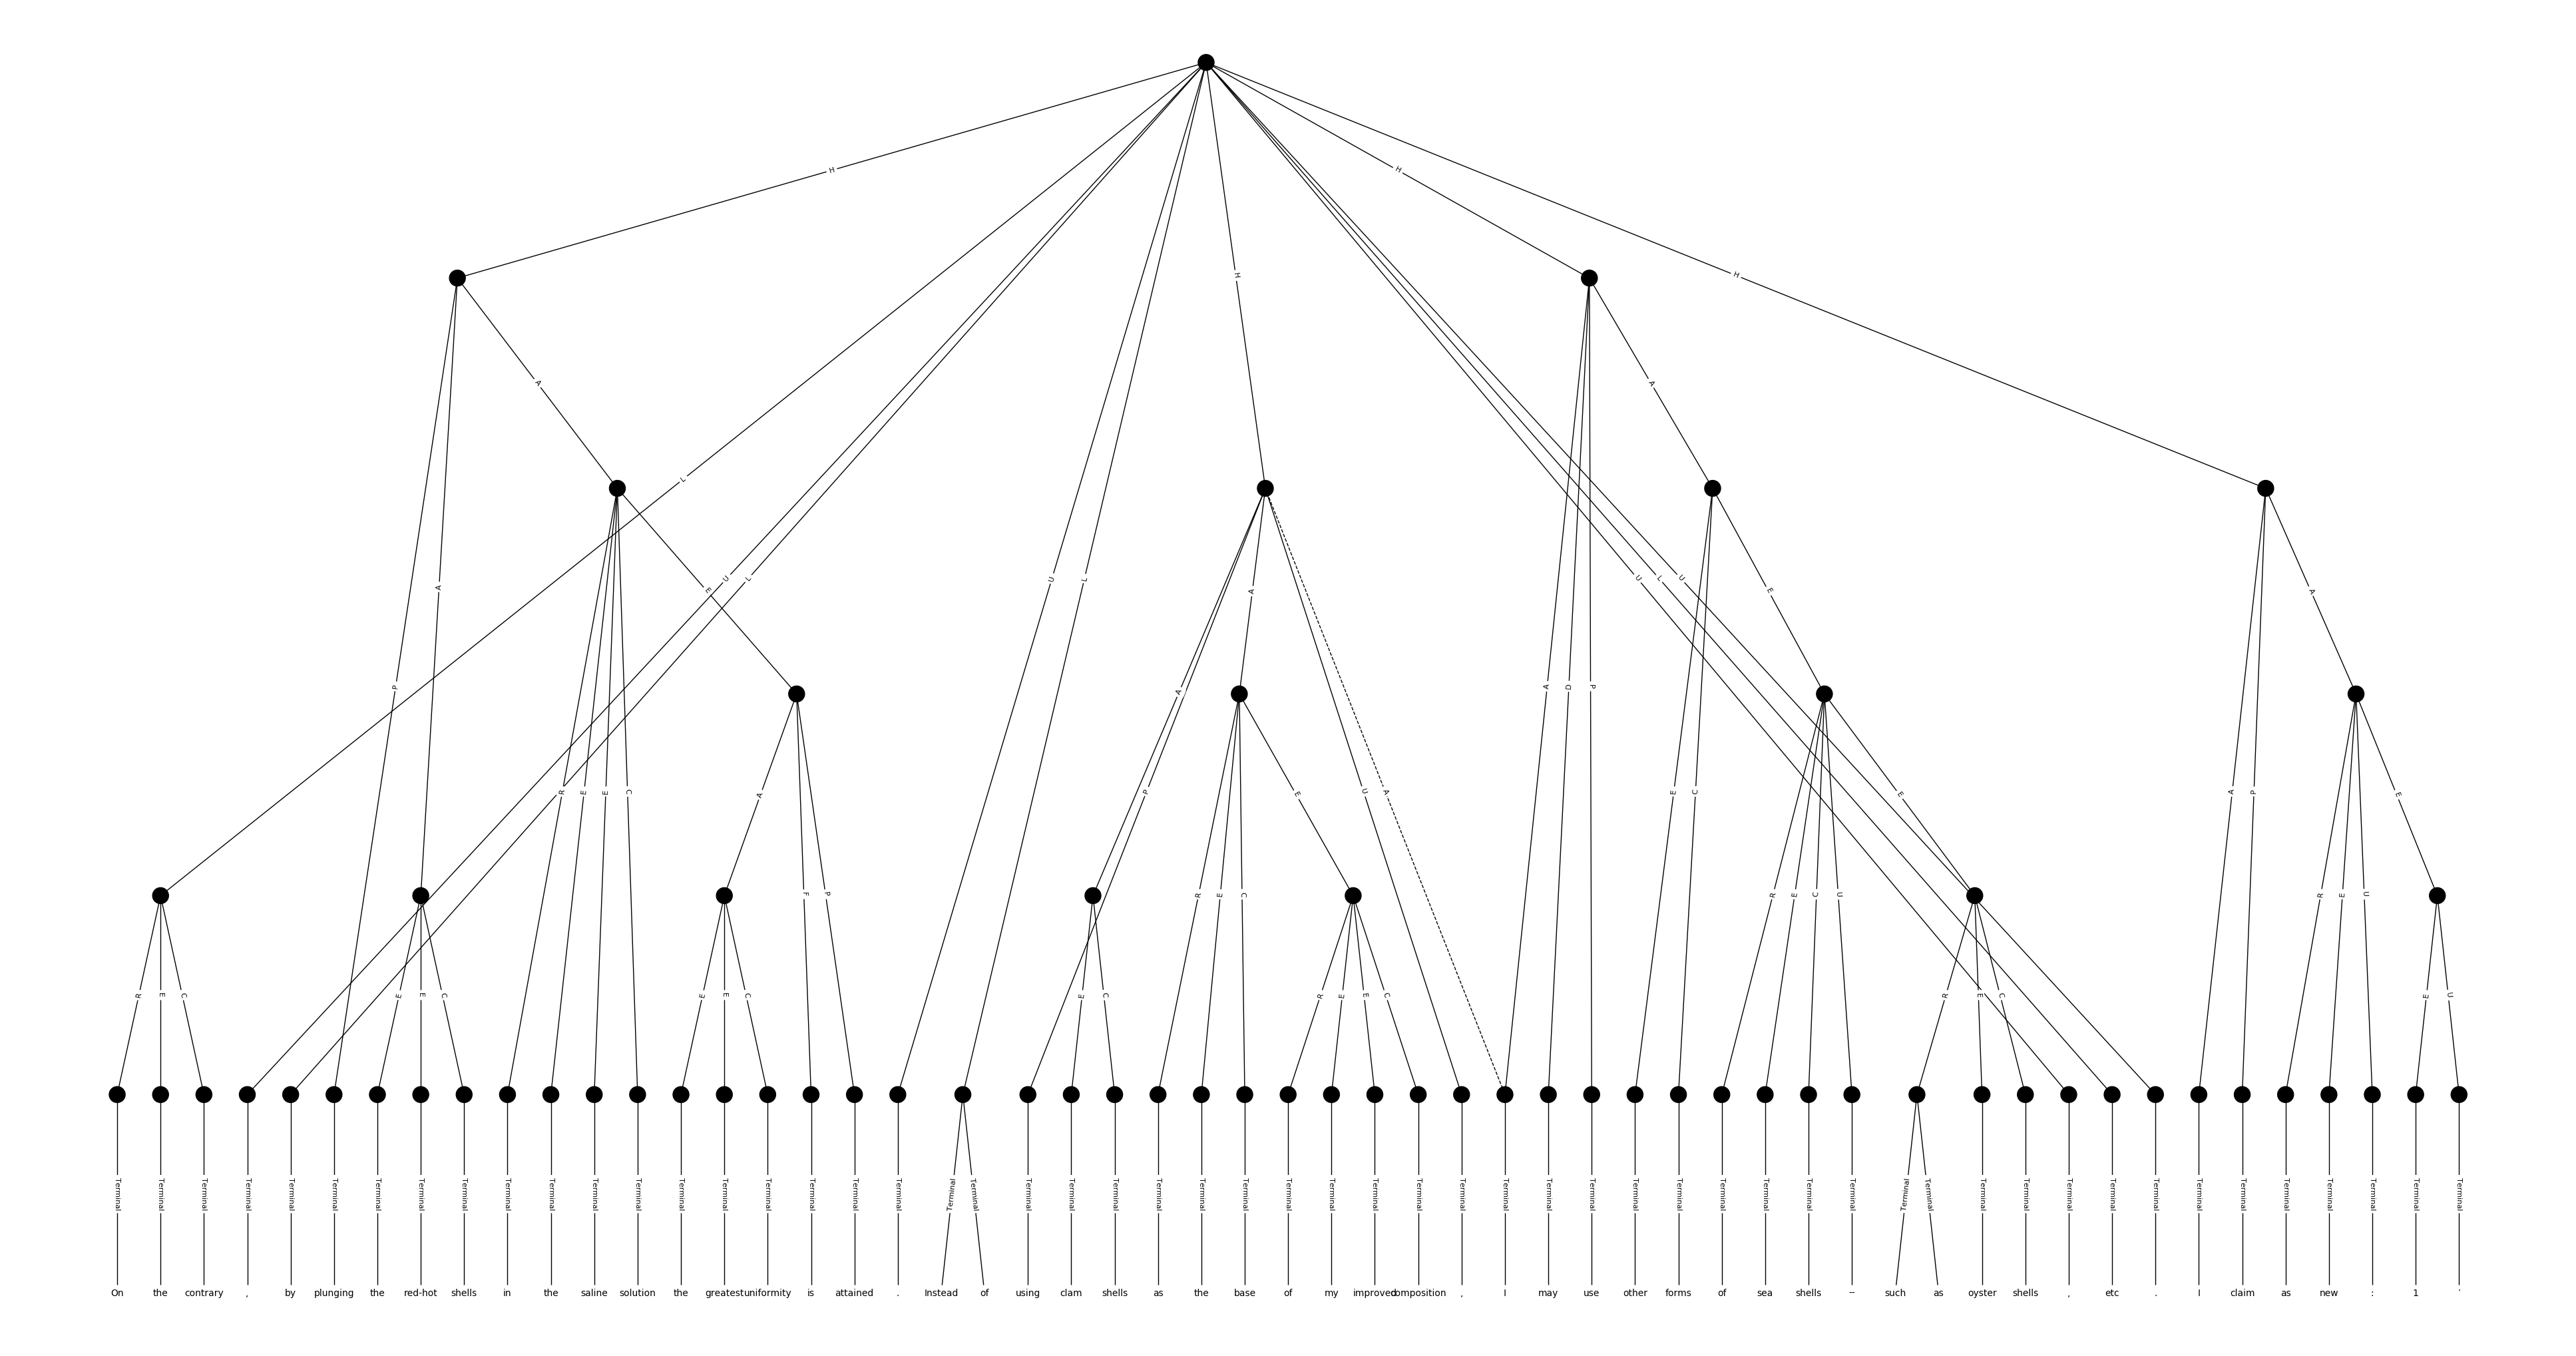 H
H
H
H
A
A
L
A
U
L
U
L
U
L
U
E
A
A
E
A
P
A
A
D
P
R
E
E
C
A
P
E
U
A
E
C
E
A
P
E
F
P
R
E
C
R
E
C
U
R
E
U
R
E
C
E
E
C
E
E
C
E
C
R
E
E
C
R
E
C
E
U
Terminal Terminal Terminal Terminal Terminal Terminal Terminal Terminal Terminal Terminal Terminal Terminal Terminal Terminal Terminal Terminal Terminal Terminal Terminal Terminal Terminal Terminal Terminal Terminal Terminal Terminal Terminal Terminal Terminal Terminal Terminal Terminal Terminal Terminal Terminal Terminal Terminal Terminal Terminal Terminal Terminal Terminal Terminal Terminal Terminal Terminal Terminal Terminal Terminal Terminal Terminal Terminal Terminal Terminal Terminal
On the contrary , by plunging the red-hot shells in the saline solution the greatest uniformity is attained . Instead of using clam shells as the base of my improved composition , I may use other forms of sea shells -- such as oyster shells , etc . I claim as new : 1 '